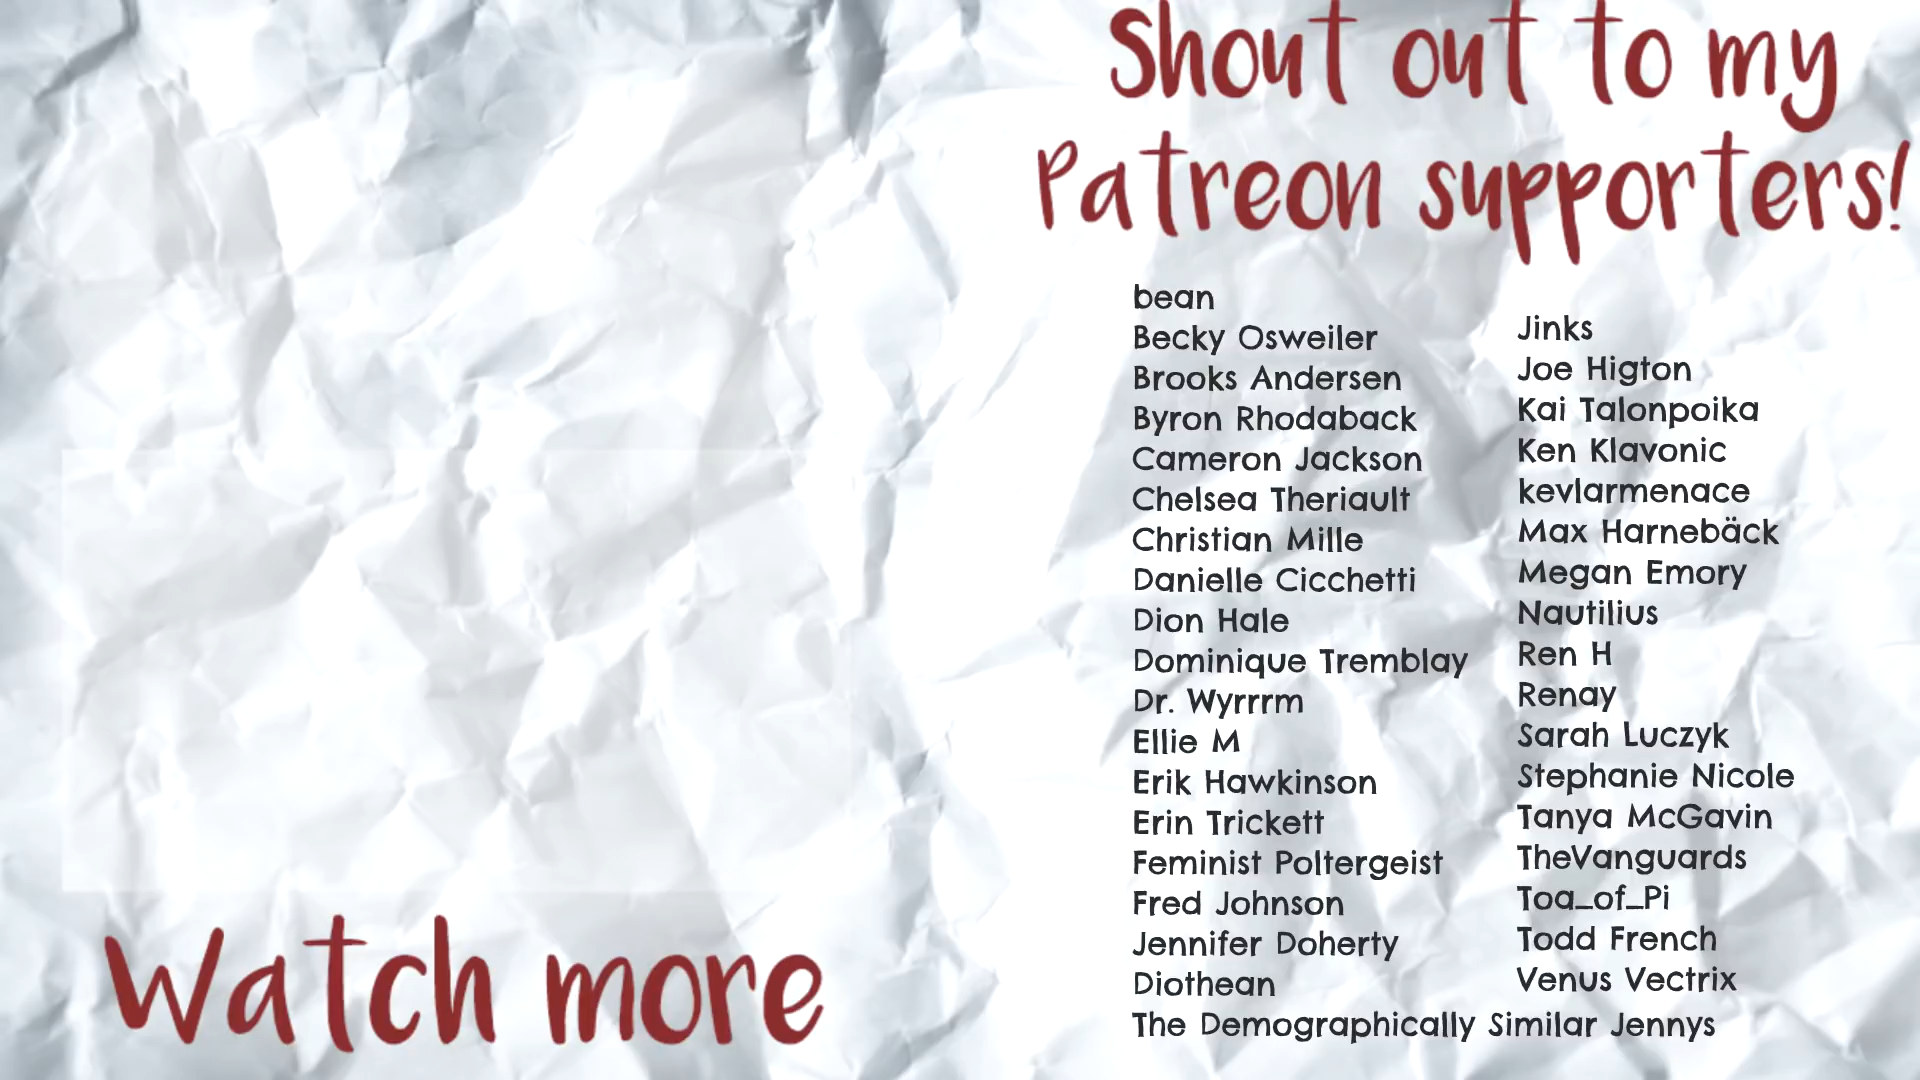 Shout out to my
Patreon supporters!
bean
Becky Osweiler
Brooks Andersen
Byron Rhodaback
Cameron Jackson
Chelsea Theriault
Christian Mille
Danielle Cicchetti
Dion Hale
Dominique Tremblay
Dr. Wyrrrm
Ellie M
Erik Hawkinson
Erin Trickett
Feminist Poltergeist
Fred Johnson
Jennifer Doherty
Diothean
The Demographically Similar Jennys
Jinks
Joe Higton
Kai Talonpoika
Ken Klavonic
kevlarmenace
Max Harnebäck
Megan Emory
Nautilius
Ren H
Renay
Sarah Luczyk
Stephanie Nicole
Tanya McGavin
TheVanguards
Toa_of_Pi
Todd French
Venus Vectrix
Watch more